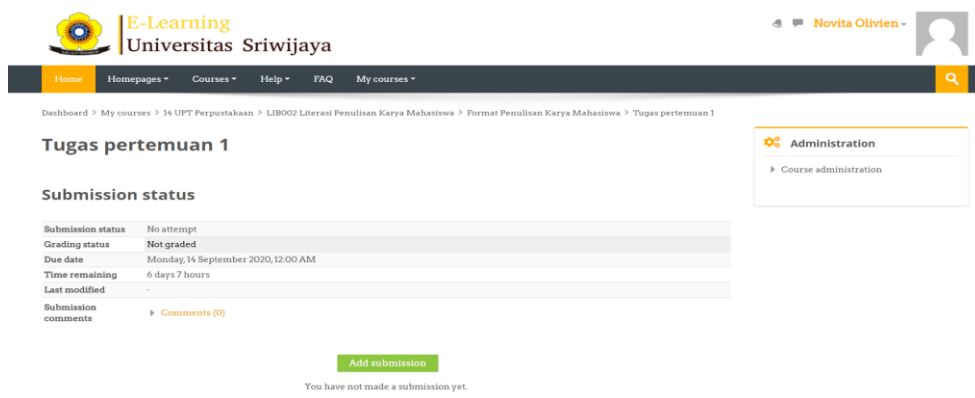 E-Learning
Universitas Sriwijaya
Novita Olivien
Home Homepages Courses Help FAQ My courses
Dashboard > My courses > 14 UPT Perpustakaan > LIB002 Literasi Penulisan Karya Mahasiswa > Format Penulisan Karya Mahasiswa > Tugas pertemuan 1
Tugas pertemuan 1
Submission status
Submission status No attempt
Grading status Not graded
Due date Monday, 14 September 2020, 12:00 AM
Time remaining 6 days 7 hours
Last modified -
Submission comments Comments (0)
Add submission
You have not made a submission yet.
Administration
Course administration